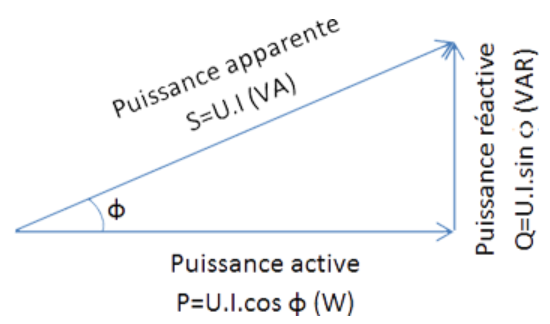 Puissance apparente
S=U.I (VA)
ϕ
Puissance réactive
Q=U.I.sin ϕ (VAR)
Puissance active
P=U.I.cos ϕ (W)